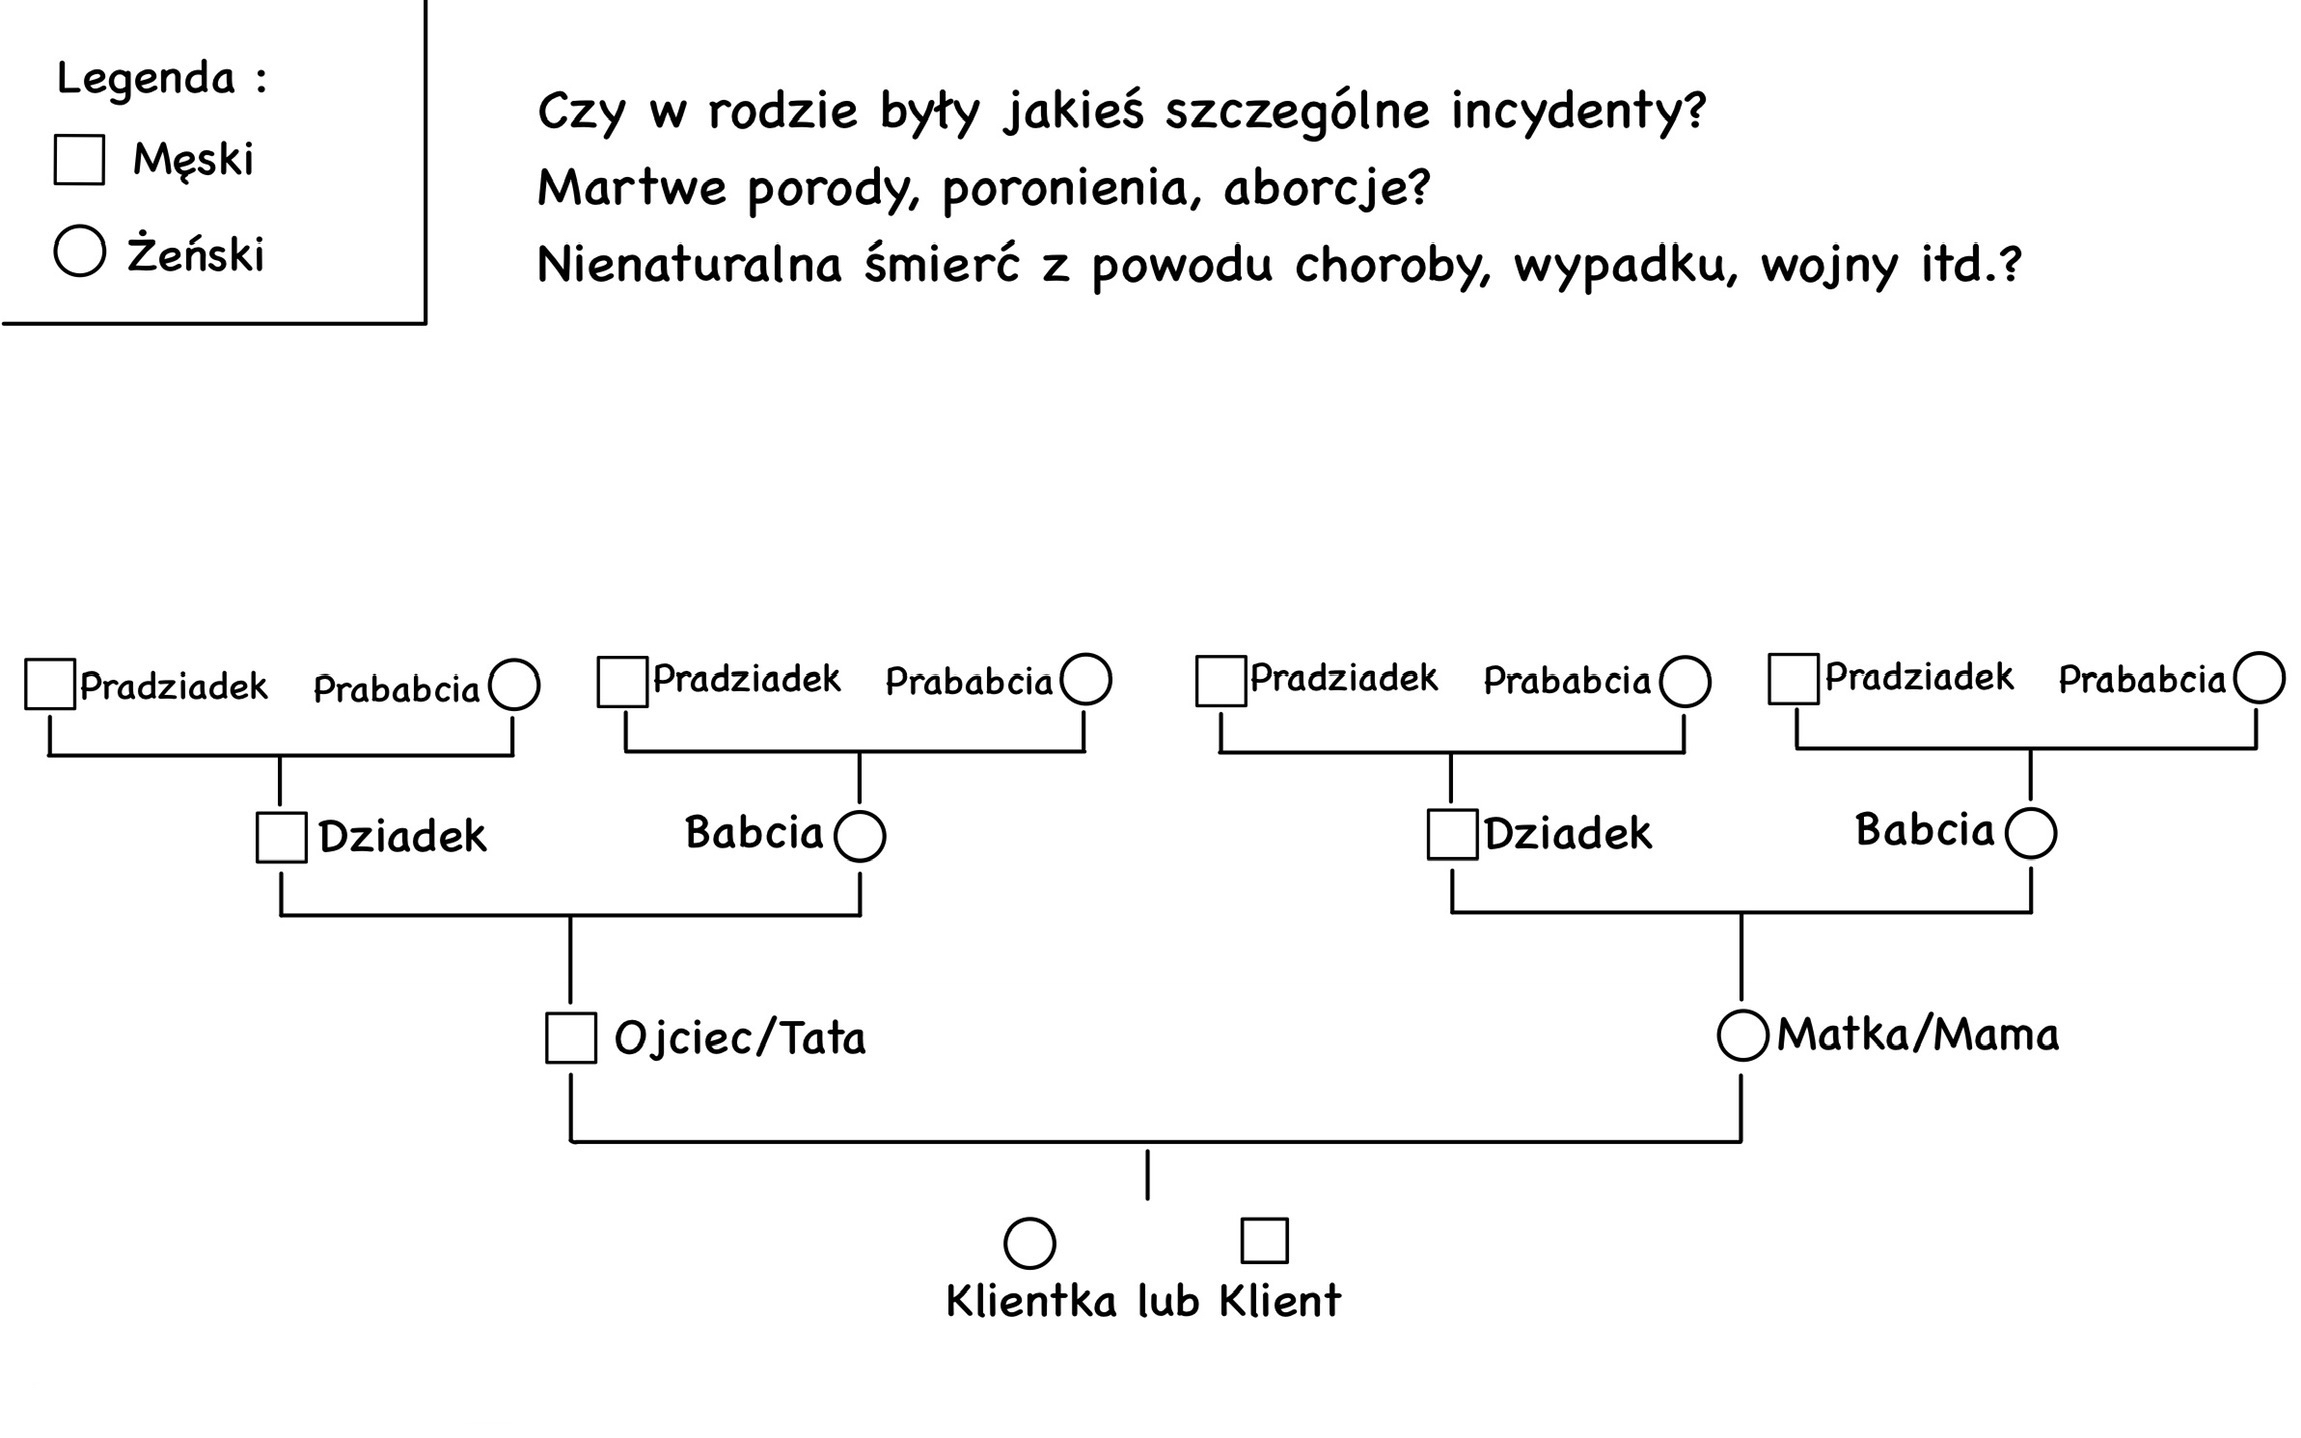 Legenda :
Męski
Żeński
Czy w rodzie były jakieś szczególne incydenty?
Martwe porody, poronienia, aborcje?
Nienaturalna śmierć z powodu choroby, wypadku, wojny itd.?
Pradziadek Prababcia Pradziadek Prababcia Pradziadek Prababcia Pradziadek Prababcia
Dziadek Babcia Dziadek Babcia
Ojciec/Tata Matka/Mama
Klientka lub Klient